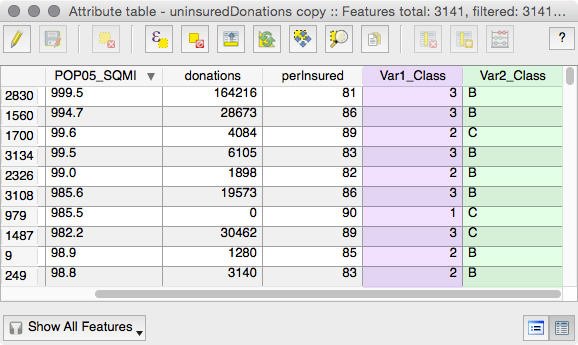 Attribute table - uninsuredDonations copy :: Features total: 3141, filtered: 3141...
ε
?
POP05_SQMI ▼ donations perInsured Var1_Class Var2_Class
2830 999.5 164216 81 3 B
1560 994.7 28673 86 3 B
1700 99.6 4084 89 2 C
3134 99.5 6105 83 3 B
2326 99.0 1898 82 2 B
3108 985.6 19573 86 3 B
979 985.5 0 90 1 C
1487 982.2 30462 89 3 C
9 98.9 1280 85 2 B
249 98.8 3140 83 2 B
Show All Features